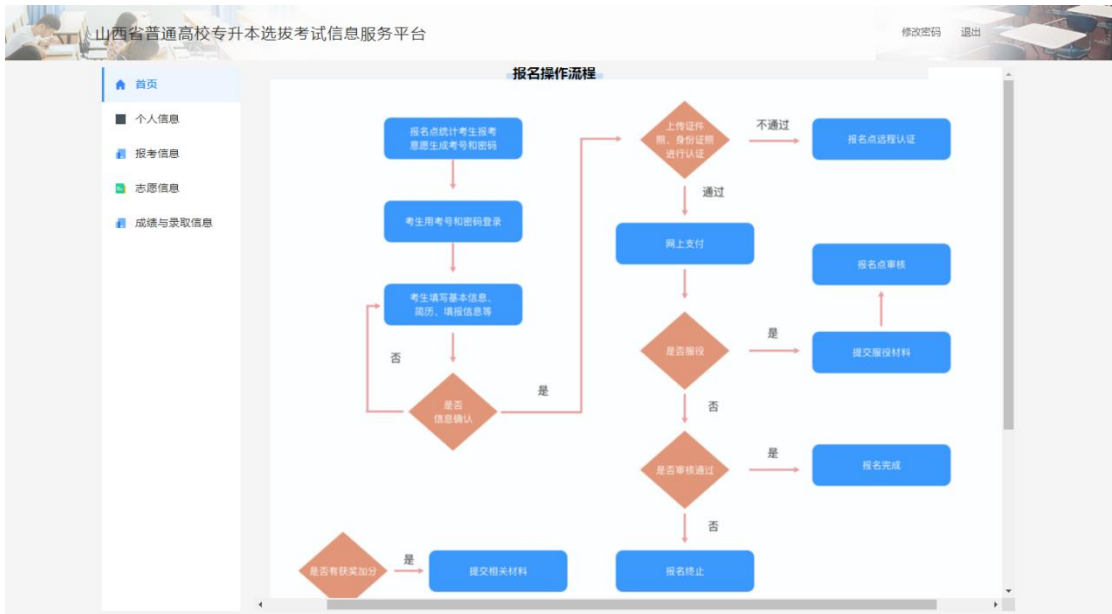 山西省普通高校专升本选拔考试信息服务平台
修改密码 退出
首页
个人信息
报考信息
志愿信息
成绩与录取信息
报名操作流程
报名点统计考生报考
意愿生成考号和密码
考生用考号和密码登录
考生填写基本信息、
简历、填报信息等
否
是否
信息确认
是
上传证件
照、身份证照
进行认证
不通过
报名点远程认证
通过
网上支付
报名点审核
是否服役
是
提交服役材料
否
是否审核通过
是
报名完成
否
报名终止
是否有获奖加分
是
提交相关材料